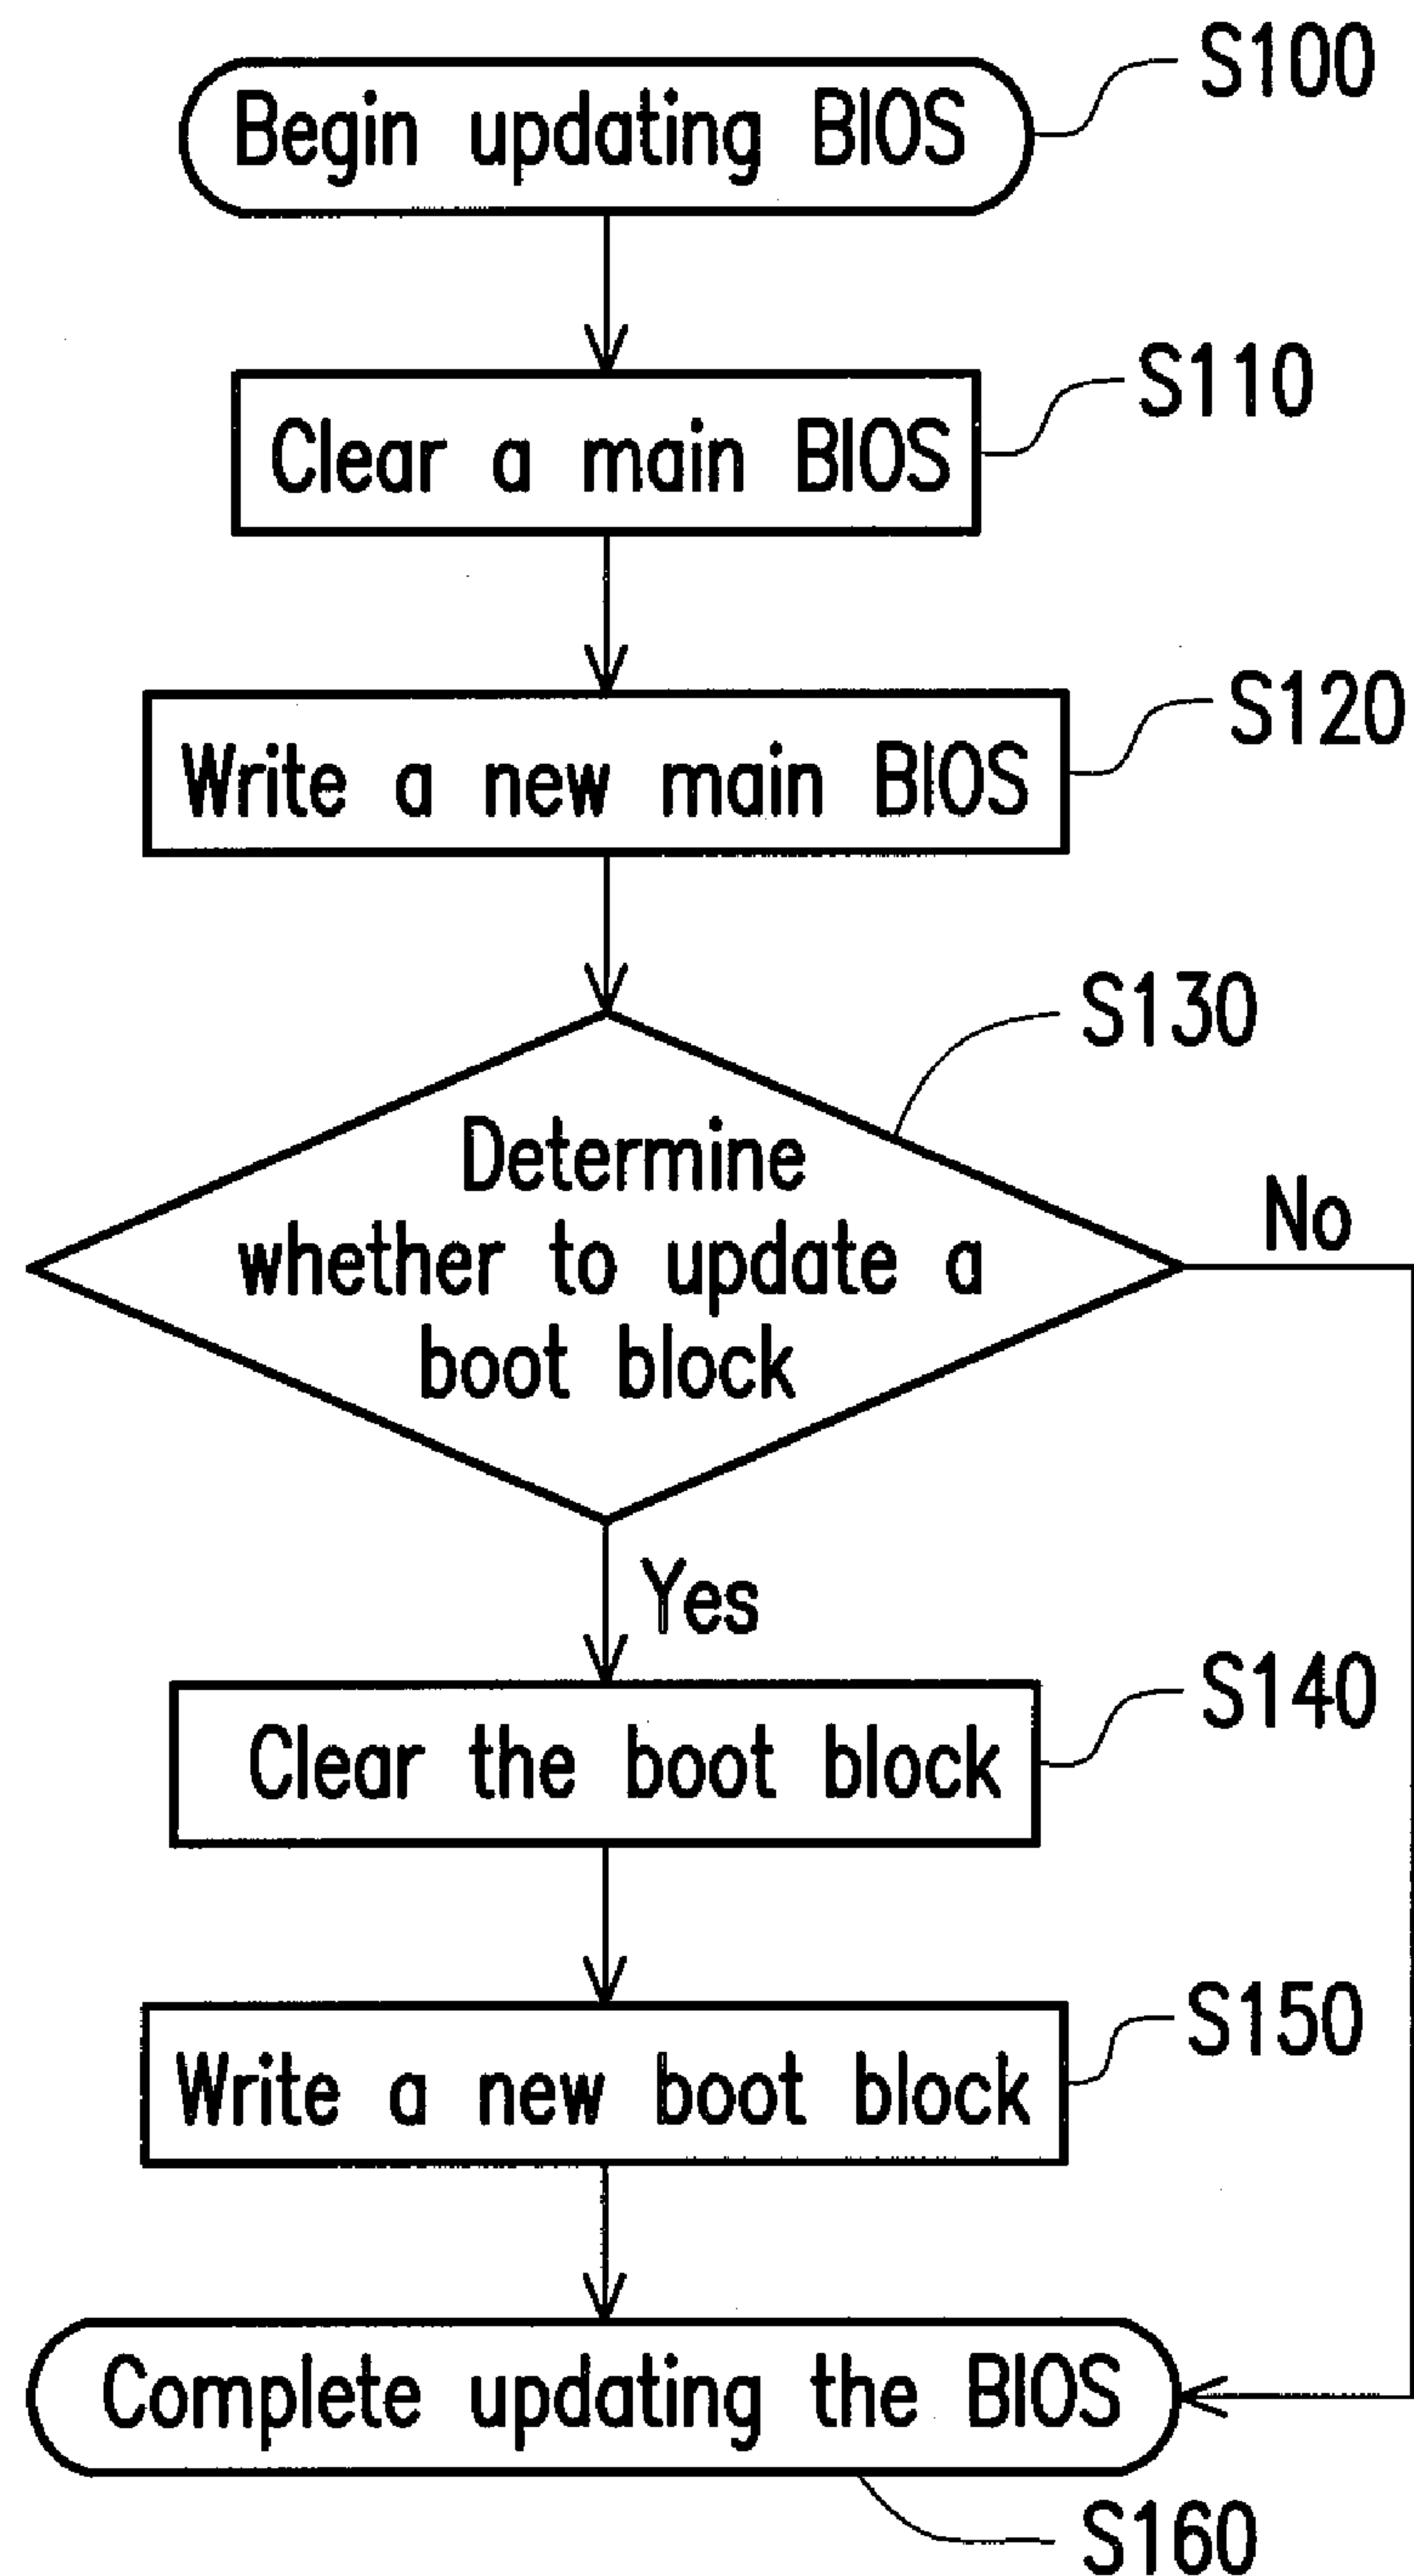 S100
Begin updating BIOS
S110
Clear a main BIOS
S120
Write a new main BIOS
S130
Determine
whether to update a
boot block
No
Yes
S140
Clear the boot block
S150
Write a new boot block
Complete updating the BIOS
S160